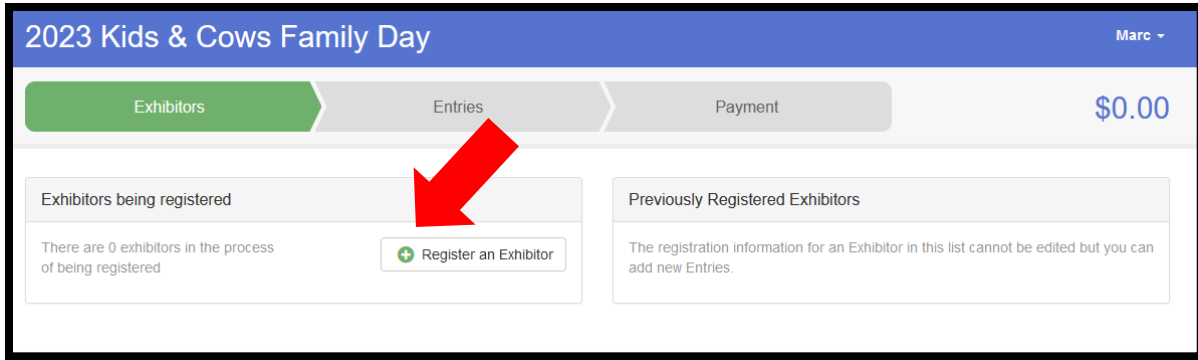 2023 Kids & Cows Family Day
Marc
Exhibitors
Entries
Payment
$0.00
Exhibitors being registered
There are 0 exhibitors in the process
of being registered
Register an Exhibitor
Previously Registered Exhibitors
The registration information for an Exhibitor in this list cannot be edited but you can
add new Entries.